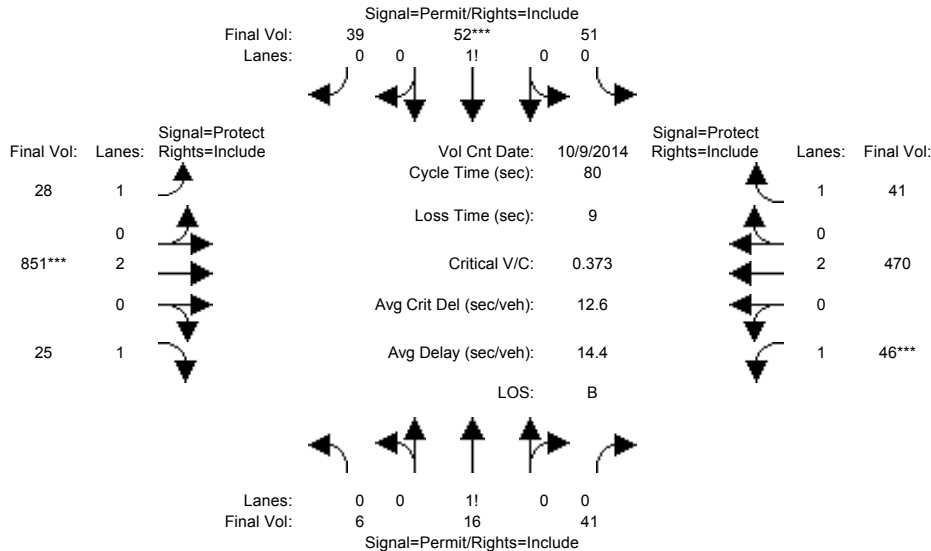 Signal=Permit/Rights=Include
Final Vol: 39 52*** 51
Lanes: 0 0 1! 0 0
Signal=Protect Signal=Protect
Final Vol: Lanes: Rights=Include Vol Cnt Date: 10/9/2014 Rights=Include Lanes: Final Vol:
Cycle Time (sec): 80
28 1 1 41
Loss Time (sec): 9
0 0
851*** 2 Critical V/C: 0.373 2 470
0 Avg Crit Del (sec/veh): 12.6 0
25 1 Avg Delay (sec/veh): 14.4 1 46***
LOS: B
Lanes: 0 0 1! 0 0
Final Vol: 6 16 41
Signal=Permit/Rights=Include